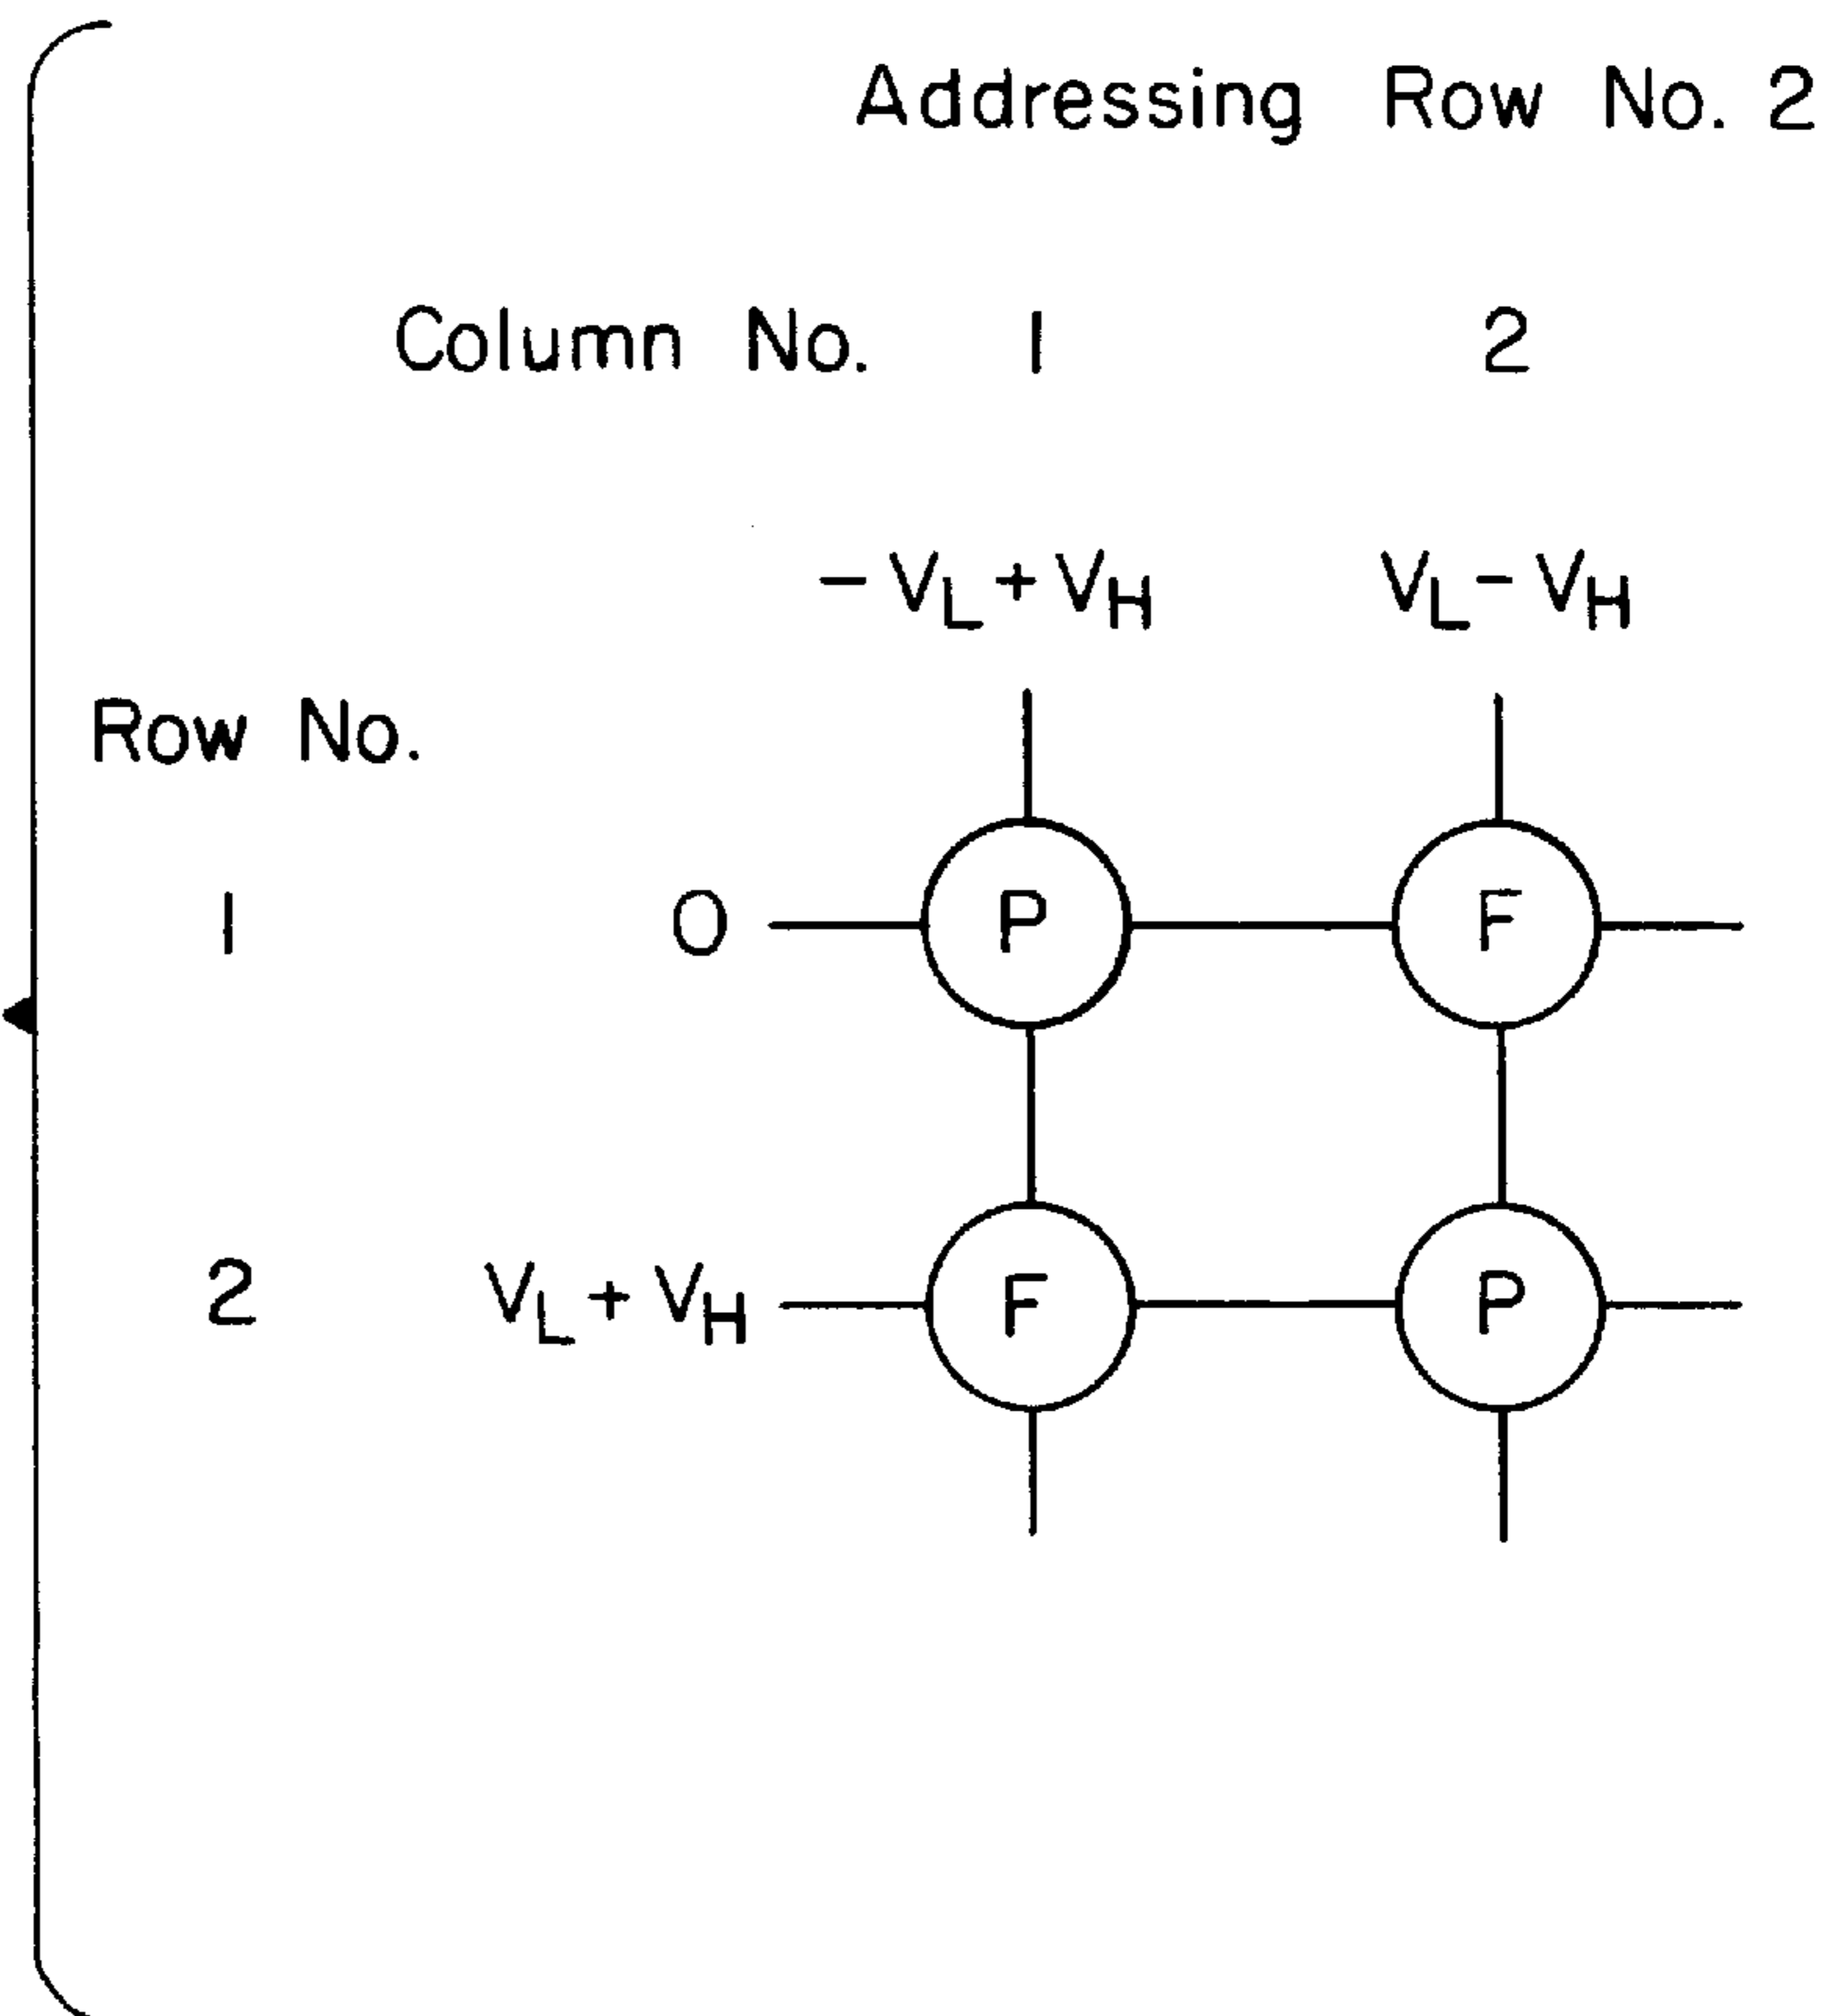 Addressing Row No. 2
Column No. 1 2
-VL+VH VL-VH
Row No.
1 0 P F
2 VL+VH F P